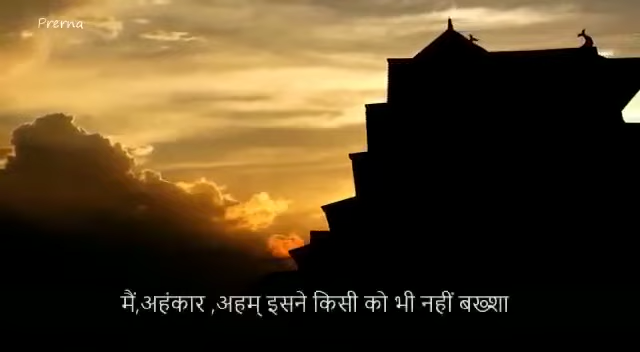 Prerna
मैं,अहंकार ,अहम् इसने किसी को भी नहीं बख्शा